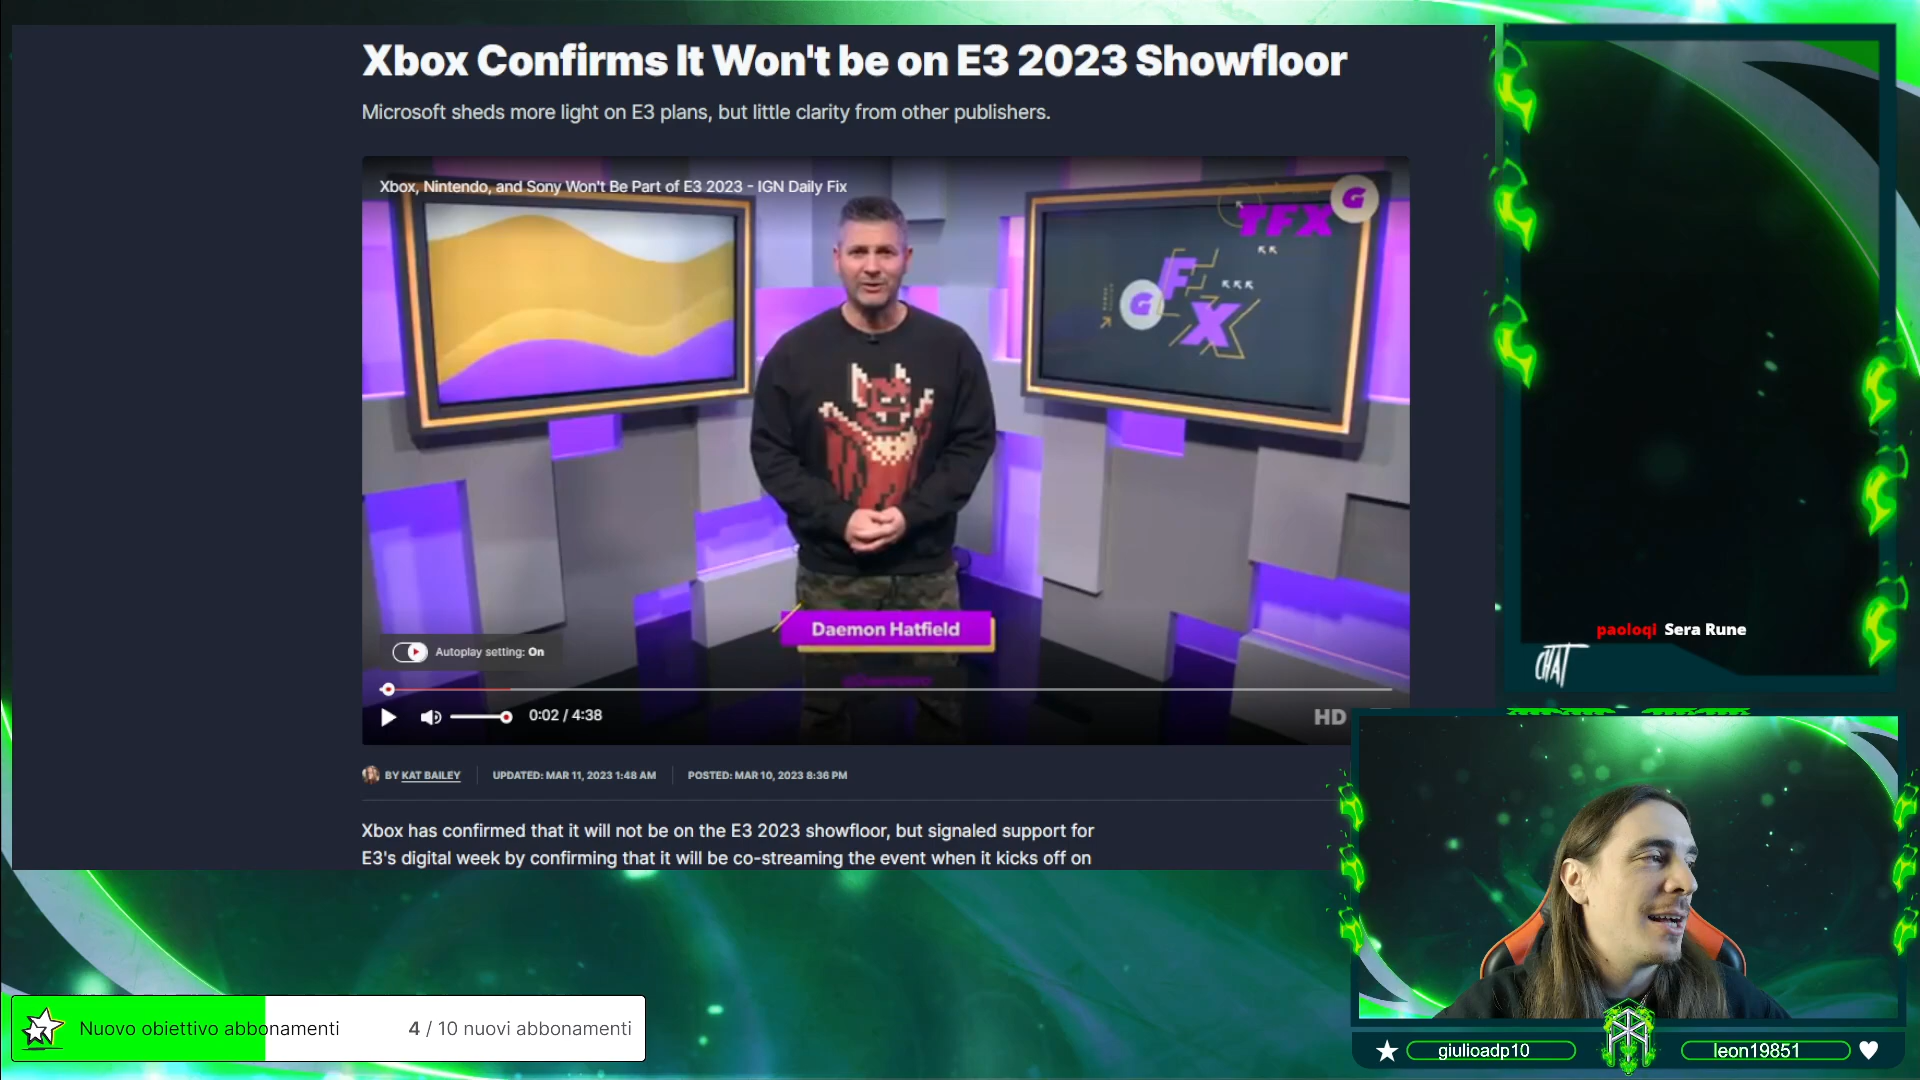 Xbox Confirms It Won't be on E3 2023 Showfloor
Microsoft sheds more light on E3 plans, but little clarity from other publishers.
Xbox, Nintendo, and Sony Won't Be Part of E3 2023 - IGN Daily Fix
G
TFX
G
F
X
Daemon Hatfield
Autoplay setting: On
0:02 / 4:38
HD
BY KAT BAILEY
UPDATED: MAR 11, 2023 1:48 AM
POSTED: MAR 10, 2023 8:36 PM
Xbox has confirmed that it will not be on the E3 2023 showfloor, but signaled support for
E3's digital week by confirming that it will be co-streaming the event when it kicks off on
paoloqi Sera Rune
CHAT
Nuovo obiettivo abbonamenti
4 / 10 nuovi abbonamenti
giulioadp10
leon19851